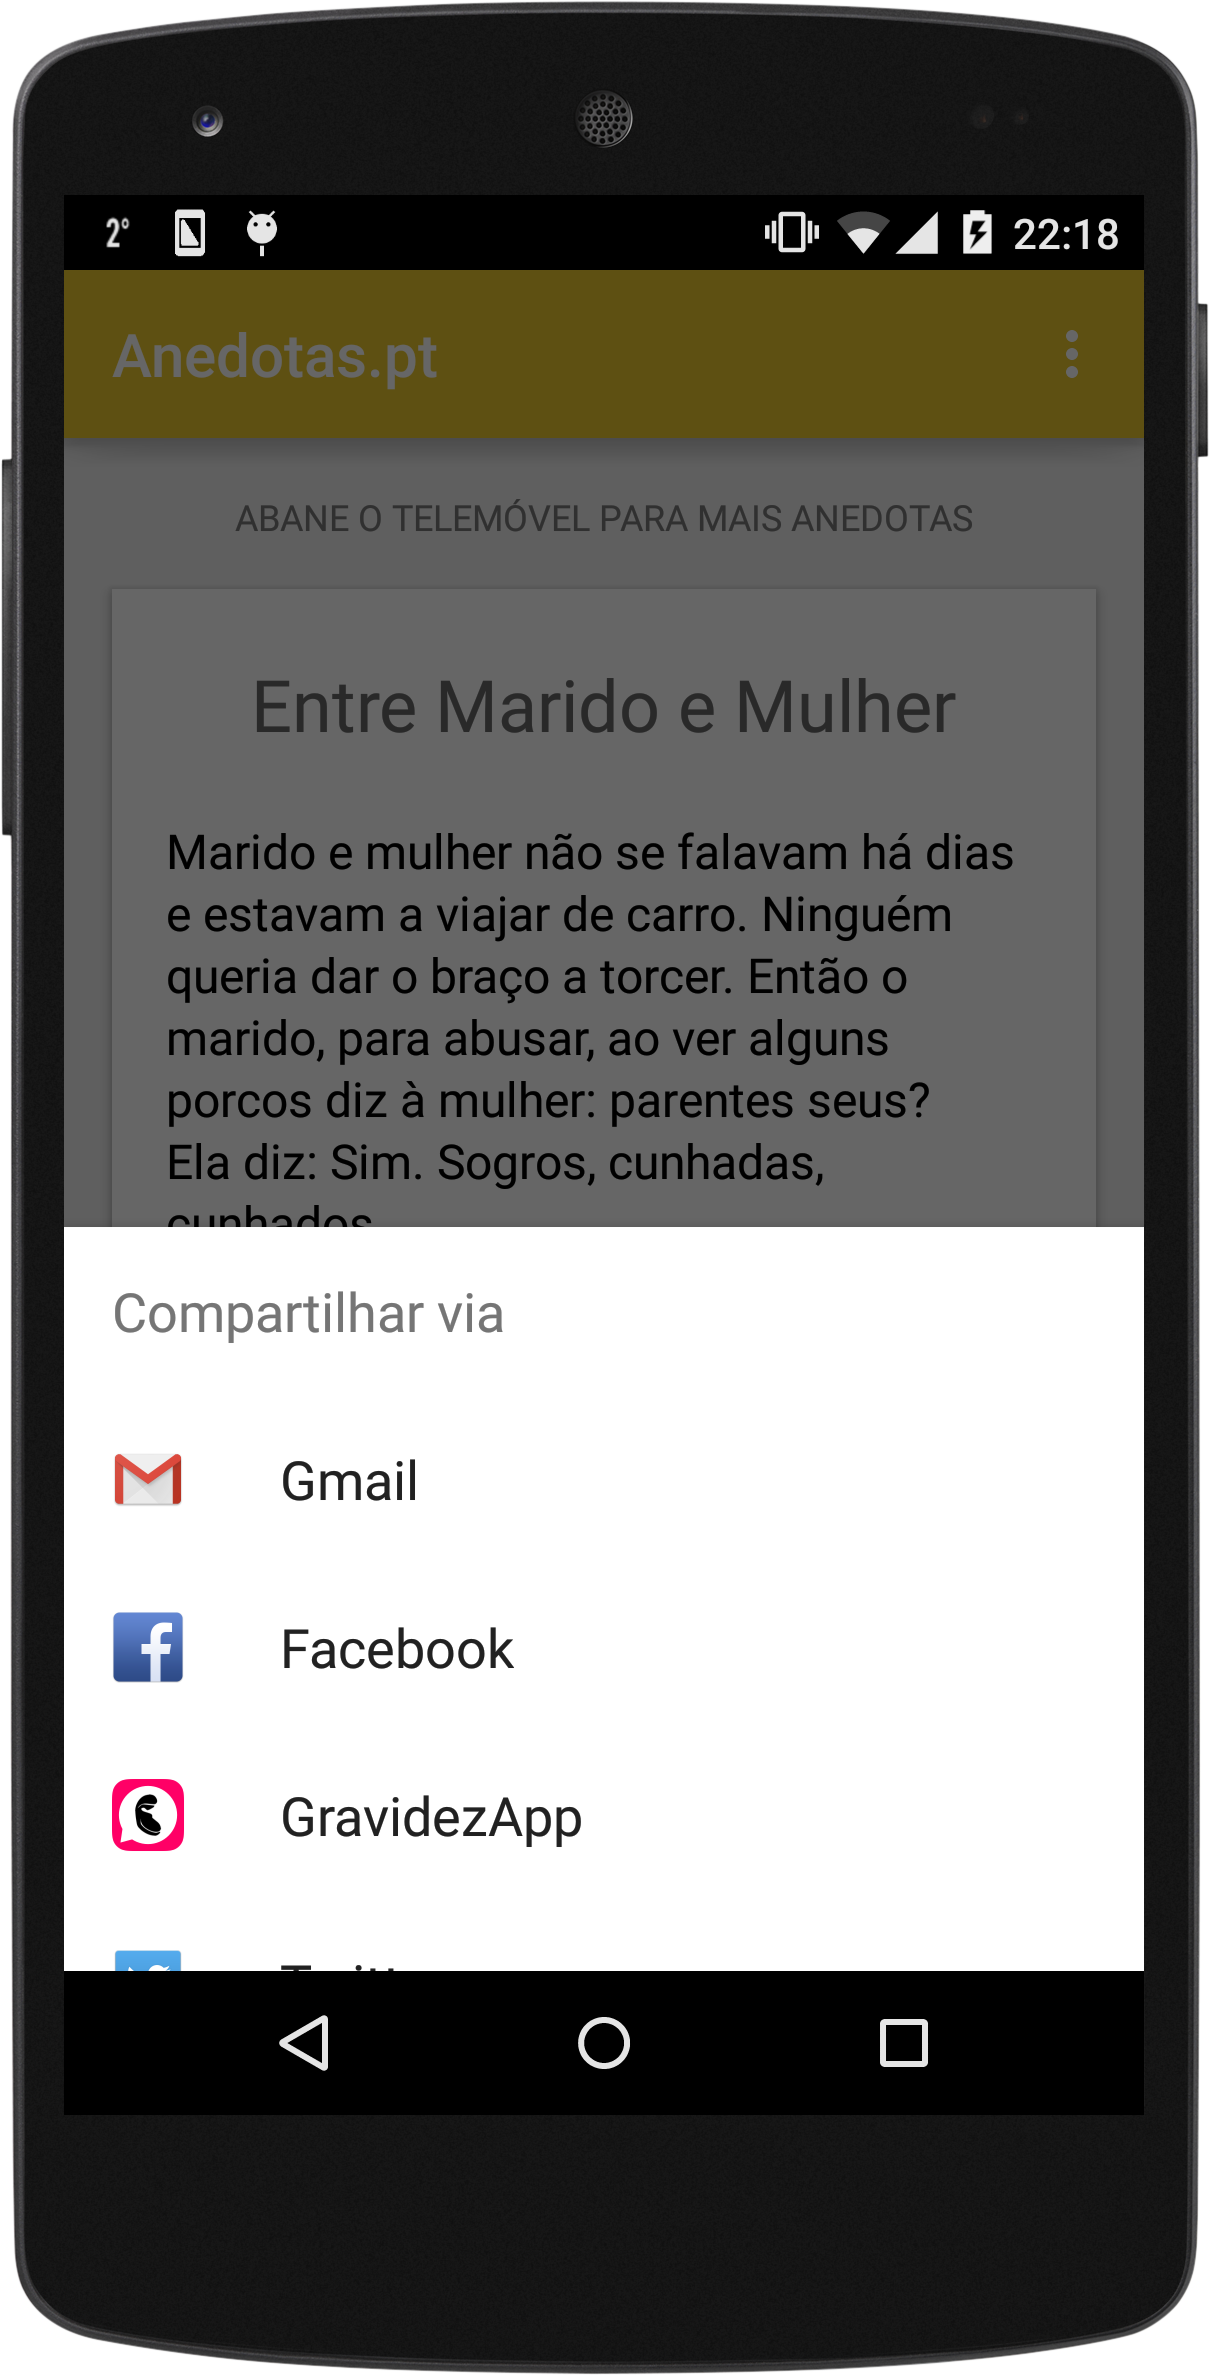 2°
22:18
Anedotas.pt
ABANE O TELEMÓVEL PARA MAIS ANEDOTAS
Entre Marido e Mulher
Marido e mulher não se falavam há dias
e estavam a viajar de carro. Ninguém
queria dar o braço a torcer. Então o
marido, para abusar, ao ver alguns
porcos diz à mulher: parentes seus?
Ela diz: Sim. Sogros, cunhadas,
cunhados
Compartilhar via
Gmail
Facebook
GravidezApp